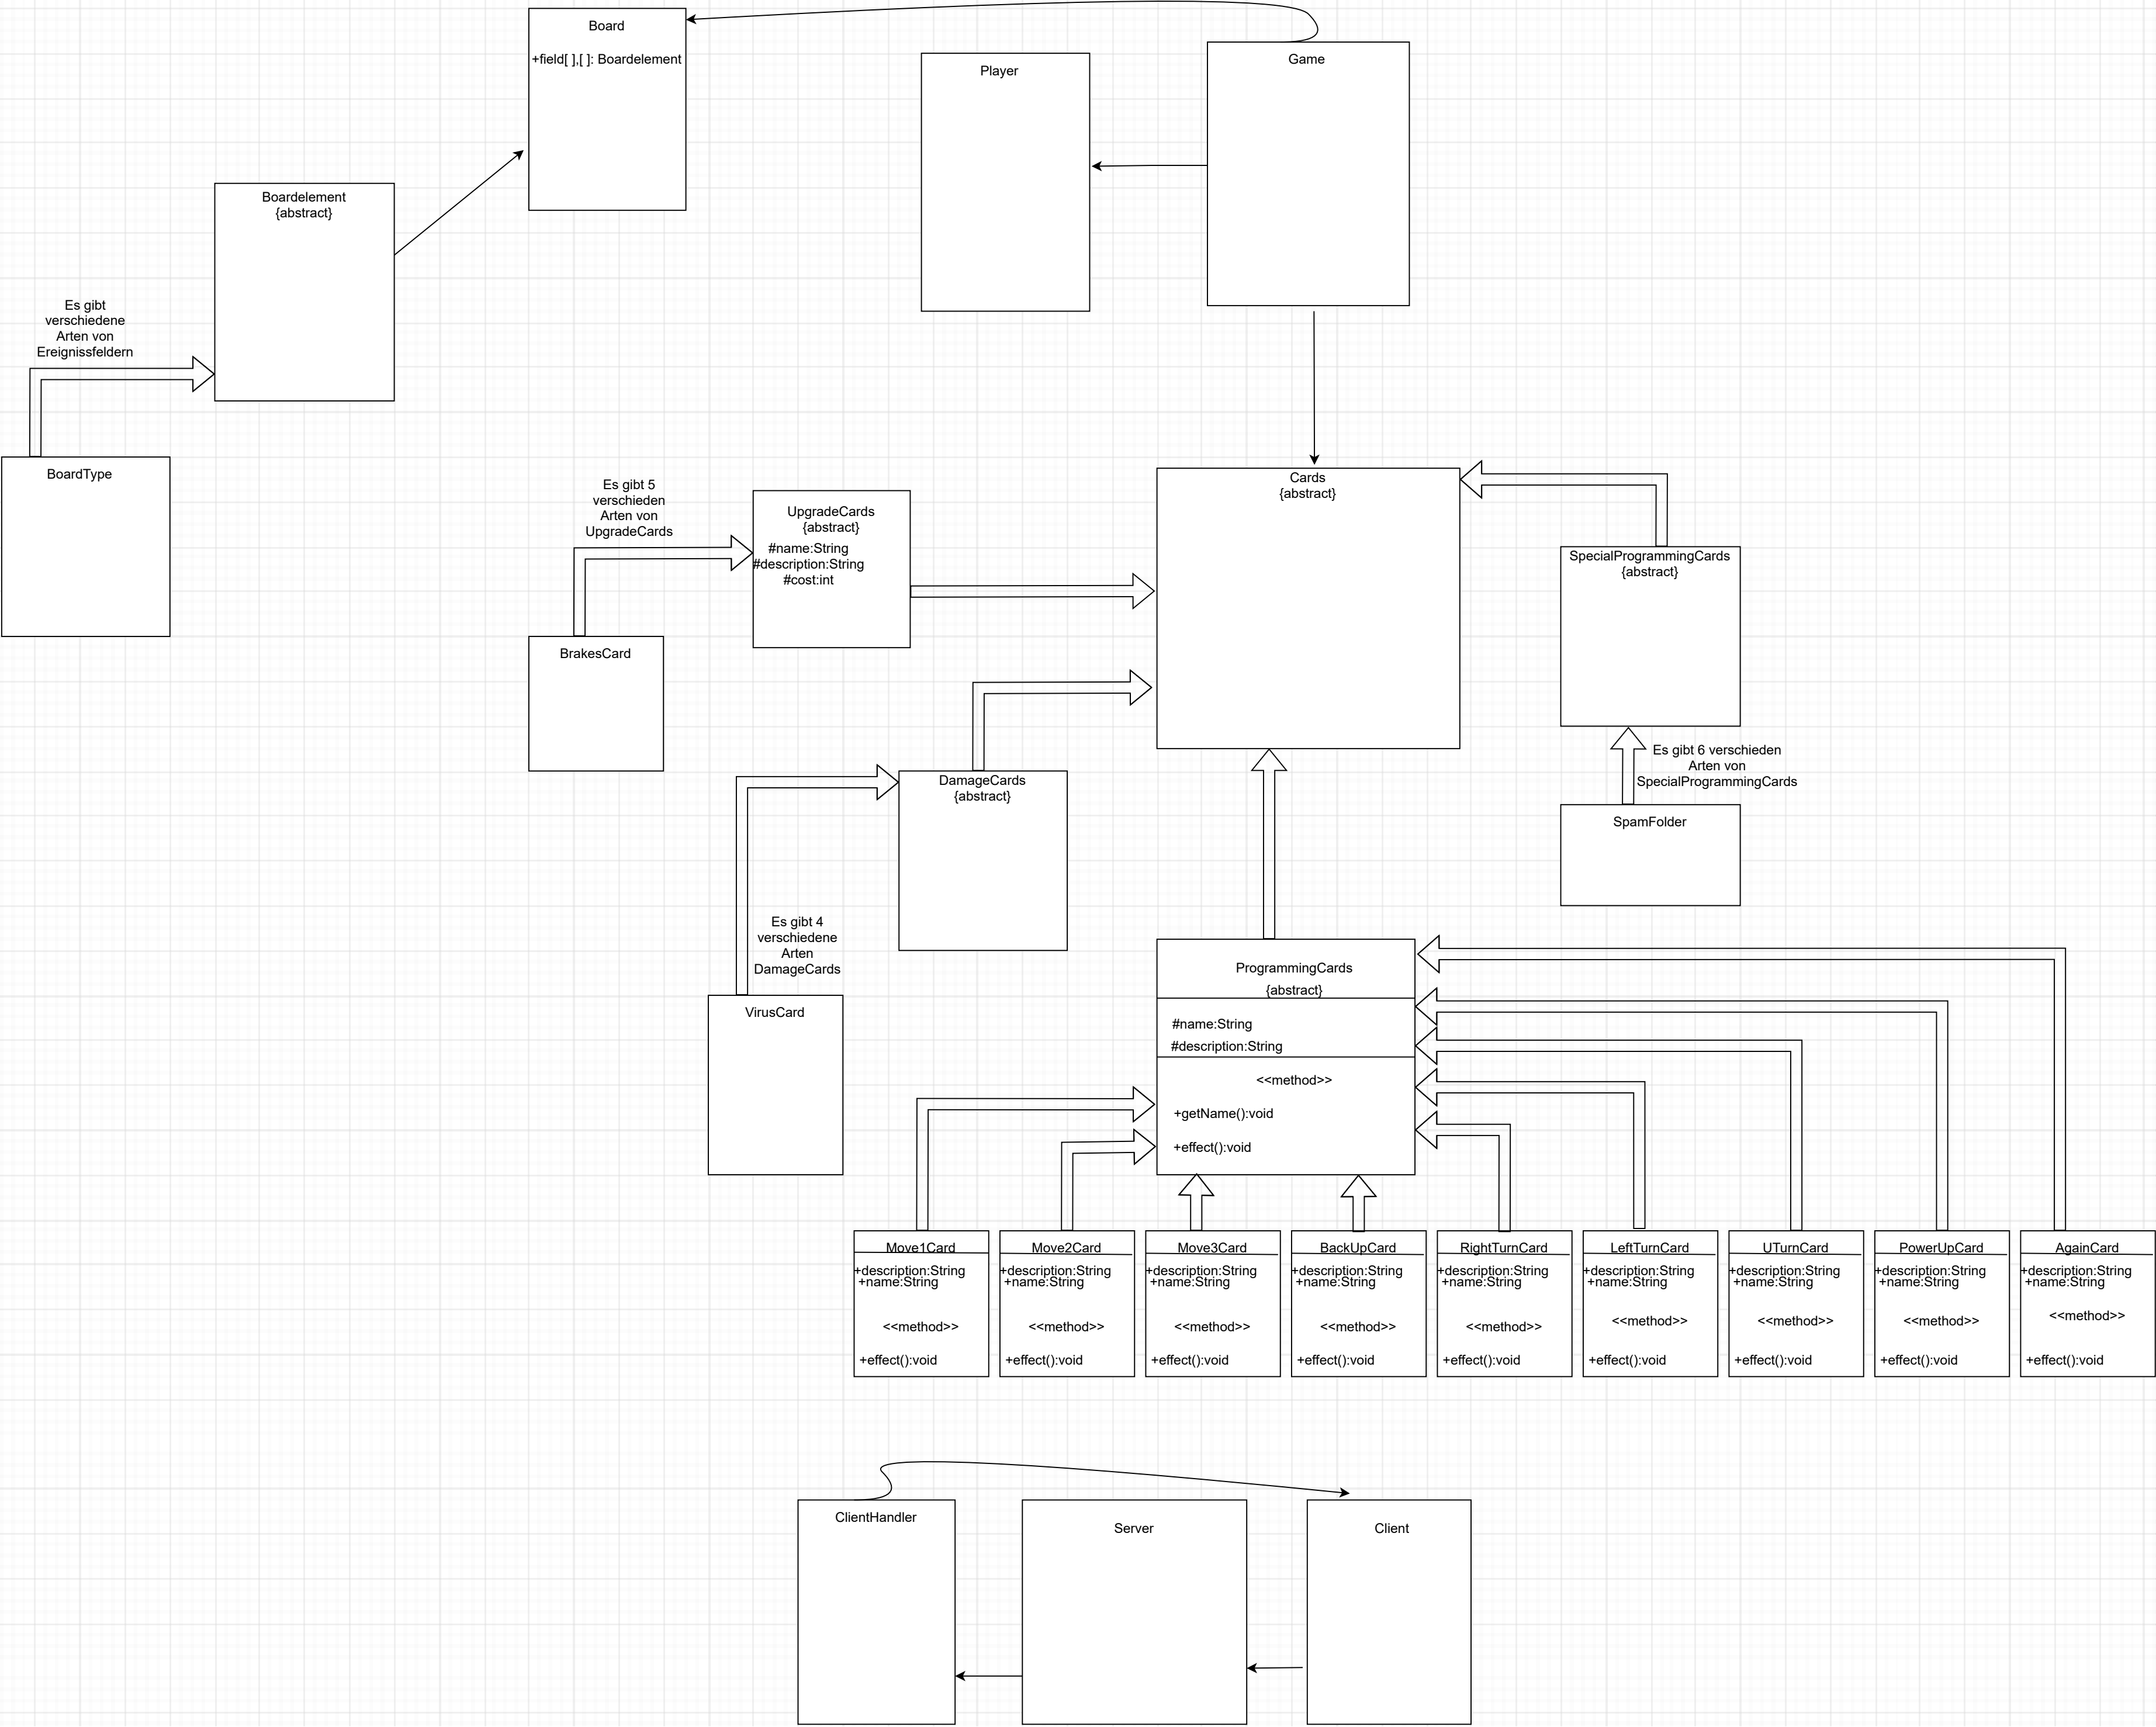 Board
+field[ ],[ ]: Boardelement
Player
Game
Boardelement
{abstract}
Es gibt
verschiedene
Arten von
Ereignissfeldern
BoardType
Es gibt 5
verschieden
Arten von
UpgradeCards
UpgradeCards
{abstract}
#name:String
#description:String
#cost:int
Cards
{abstract}
SpecialProgrammingCards
{abstract}
BrakesCard
Es gibt 6 verschieden
Arten von
SpecialProgrammingCards
DamageCards
{abstract}
SpamFolder
Es gibt 4
verschiedene
Arten
DamageCards
VirusCard
ProgrammingCards
{abstract}
#name:String
#description:String
<<method>>
+getName():void
+effect():void
Move1Card
+description:String
+name:String
<<method>>
+effect():void
Move2Card
+description:String
+name:String
<<method>>
+effect():void
Move3Card
+description:String
+name:String
<<method>>
+effect():void
BackUpCard
+description:String
+name:String
<<method>>
+effect():void
RightTurnCard
+description:String
+name:String
<<method>>
+effect():void
LeftTurnCard
+description:String
+name:String
<<method>>
+effect():void
UTurnCard
+description:String
+name:String
<<method>>
+effect():void
PowerUpCard
+description:String
+name:String
<<method>>
+effect():void
AgainCard
+description:String
+name:String
<<method>>
+effect():void
ClientHandler
Server
Client